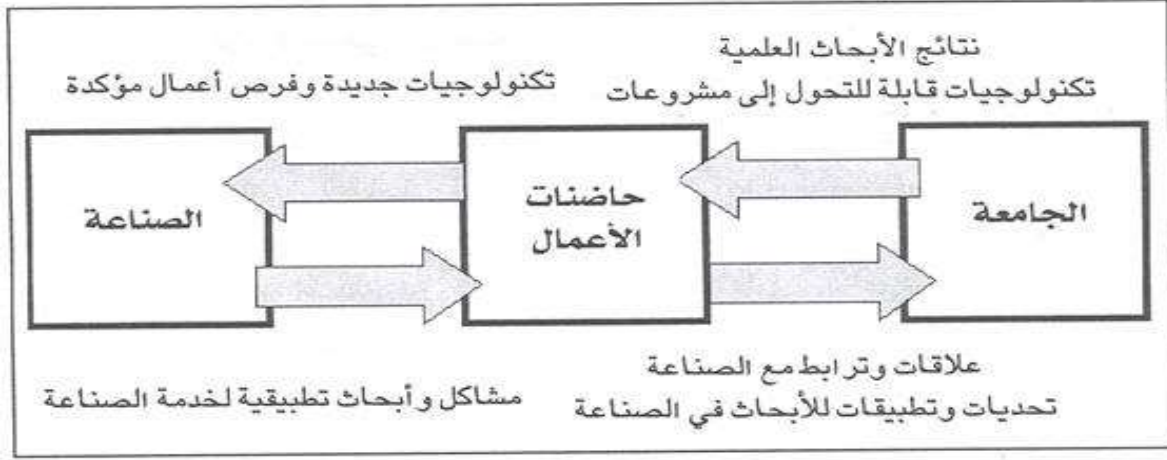 نتائج الأبحاث العلمية
تكنولوجيات قابلة للتحول إلى مشروعات
تكنولوجيات جديدة وفرص أعمال مؤكدة
الجامعة
حاضنات
الأعمال
الصناعة
علاقات وترابط مع الصناعة
تحديات وتطبيقات للأبحاث في الصناعة
مشاكل وأبحاث تطبيقية لخدمة الصناعة